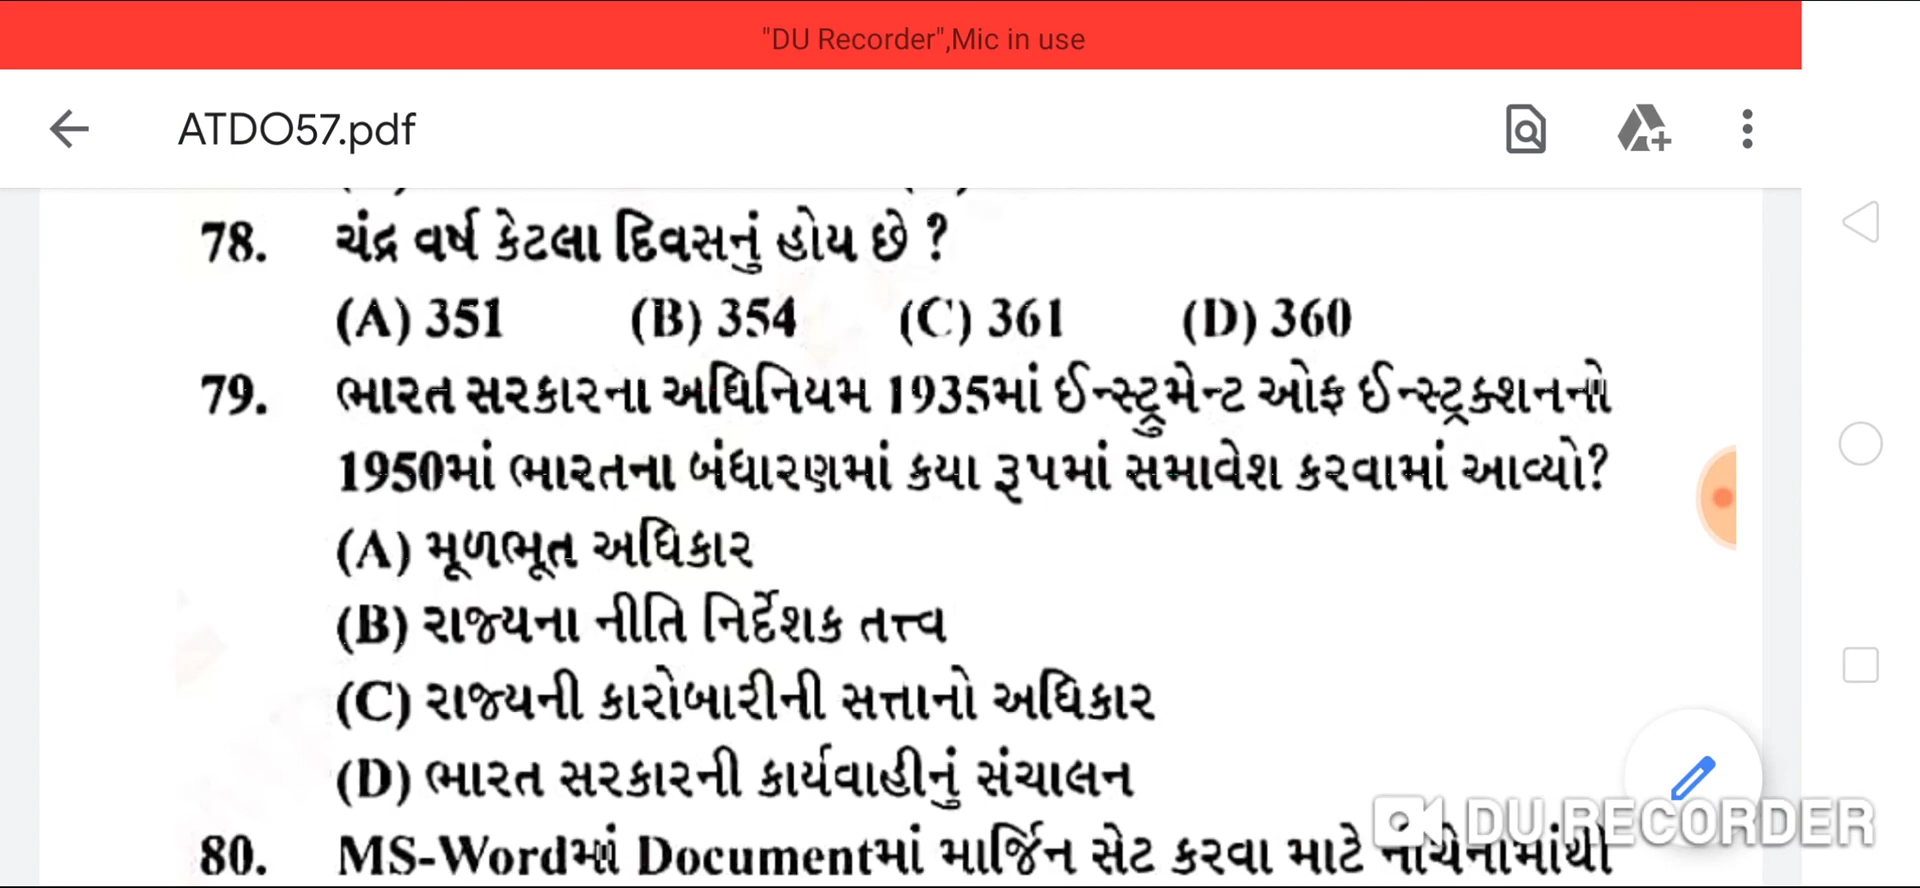 "DU Recorder",Mic in use
ATDO57.pdf
78. ચંદ્ર વર્ષ કેટલા દિવસનું હોય છે ?
(A) 351 (B) 354 (C) 361 (D) 360
79. ભારત સરકારના અધિનિયમ 1935માં ઈન્સ્ટ્રુમેન્ટ ઓફ ઈન્સ્ટ્રક્શનનો
1950માં ભારતના બંધારણમાં કયા રૂપમાં સમાવેશ કરવામાં આવ્યો?
(A) મૂળભૂત અધિકાર
(B) રાજ્યના નીતિ નિર્દેશક તત્ત્વ
(C) રાજ્યની કારોબારીની સત્તાનો અધિકાર
(D) ભારત સરકારની કાર્યવાહીનું સંચાલન
DU RECORDER
80. MS-Wordમાં Documentમાં માર્જિન સેટ કરવા માટે નીચેનામાંથી